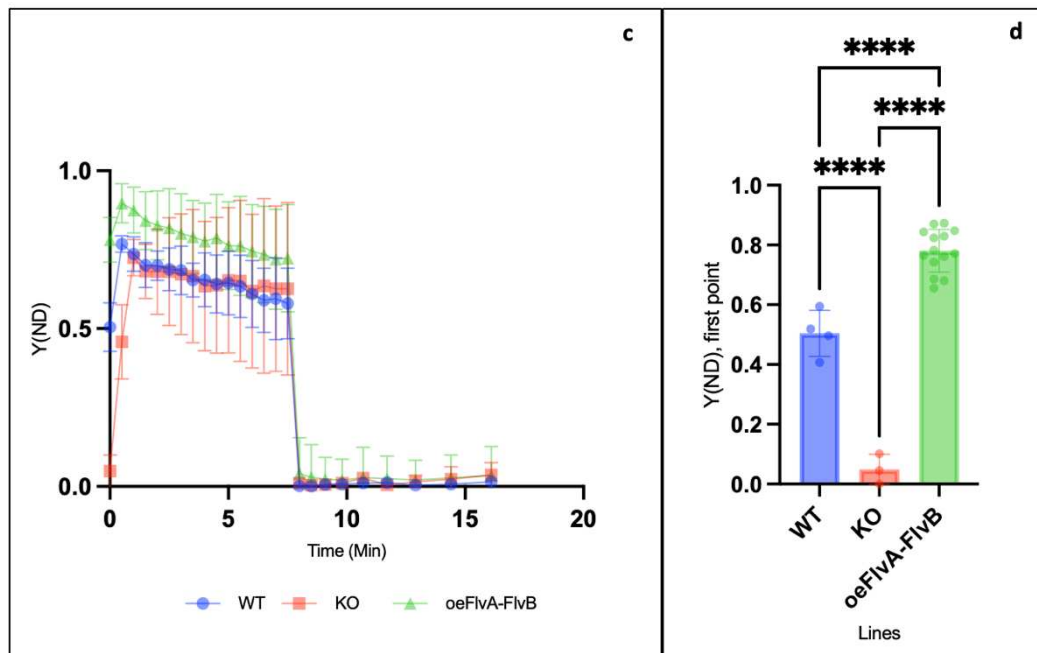 c
1.0
0.5
0.0
Y(ND)
0 5 10 15 20
Time (Min)
WT KO oeFlvA-FlvB
d
****
****
****
1.0
0.8
0.6
0.4
0.2
0.0
Y(ND), first point
WT
KO
oeFlvA-FlvB
Lines